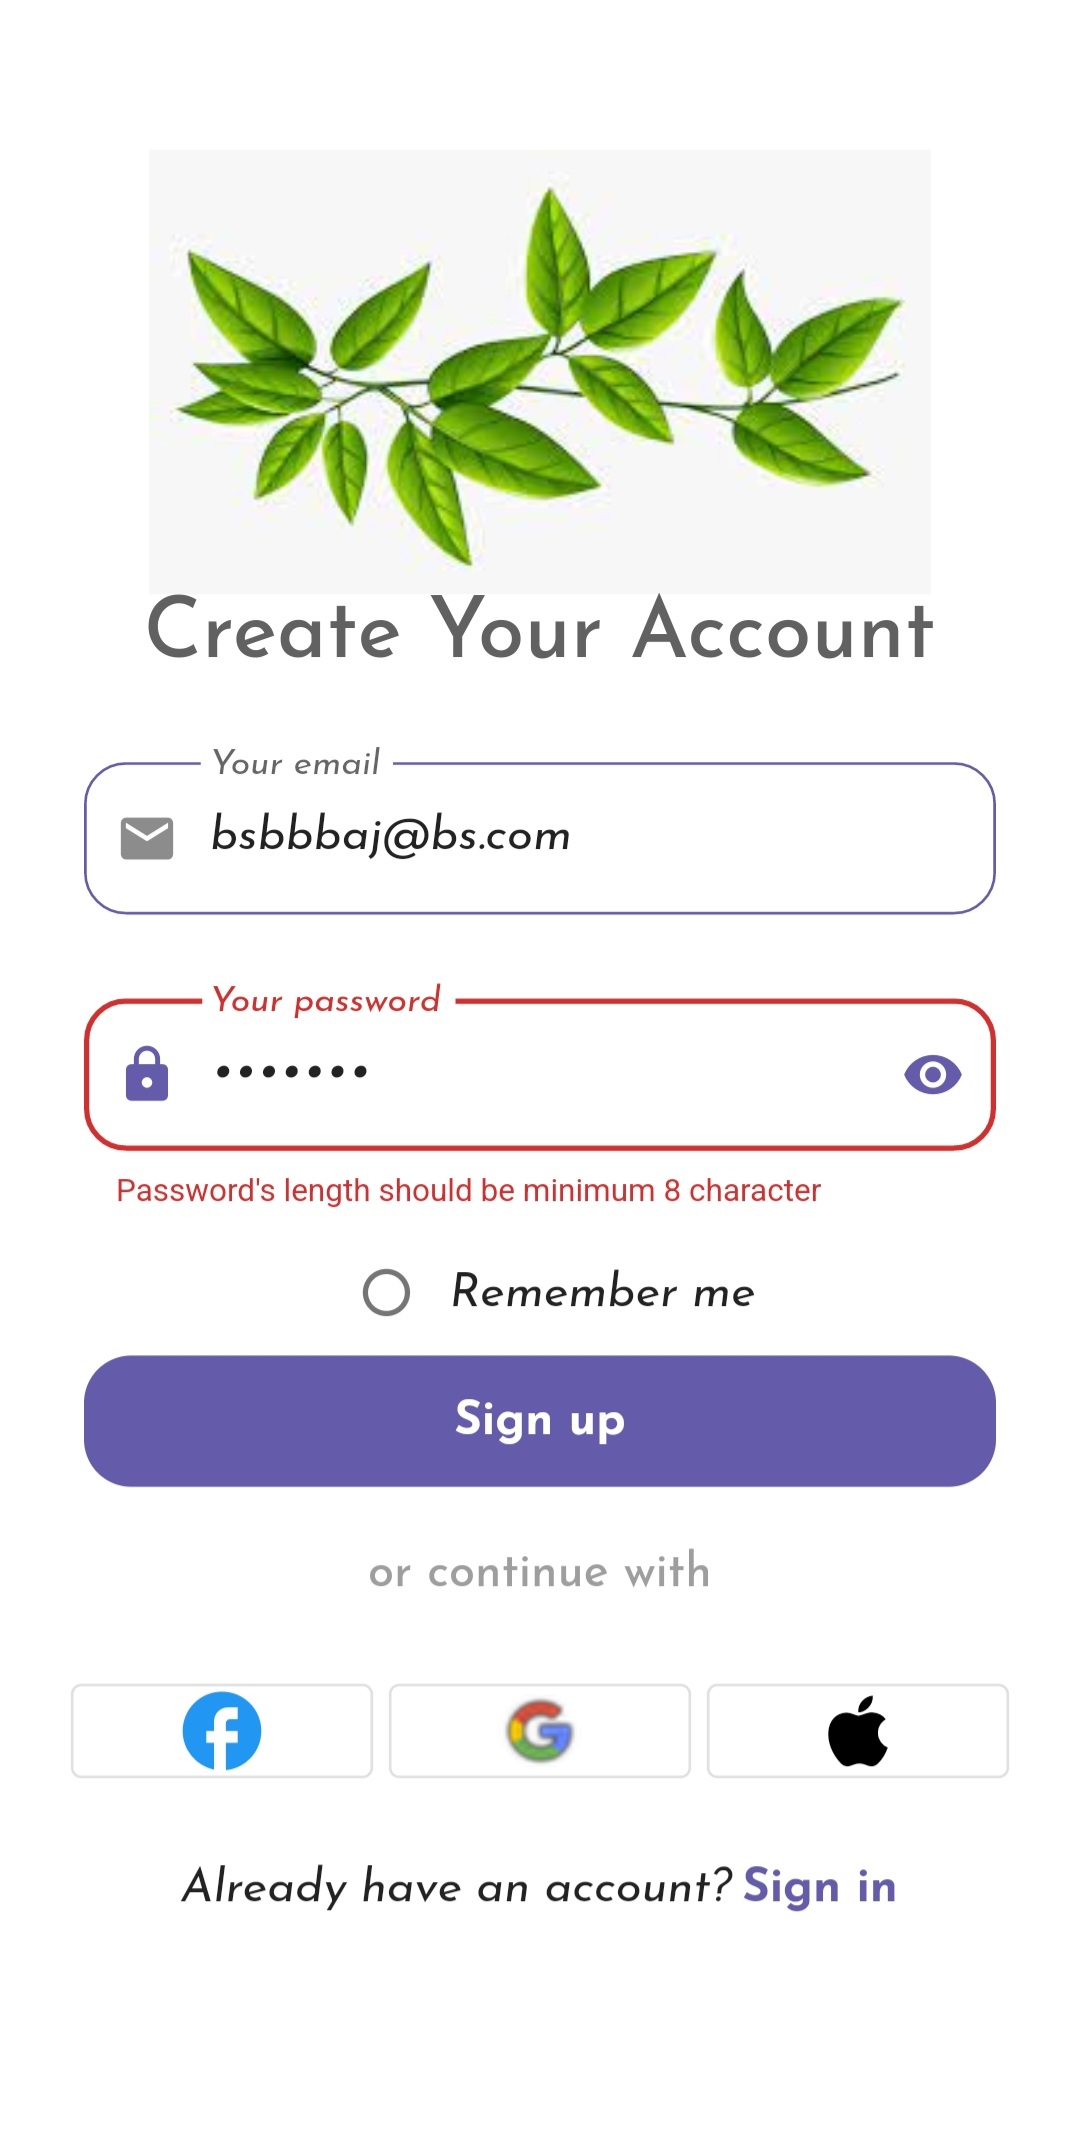 Create Your Account
Your email
bsbbbaj@bs.com
Your password
•••••••
Password's length should be minimum 8 character
Remember me
Sign up
or continue with
Already have an account? Sign in